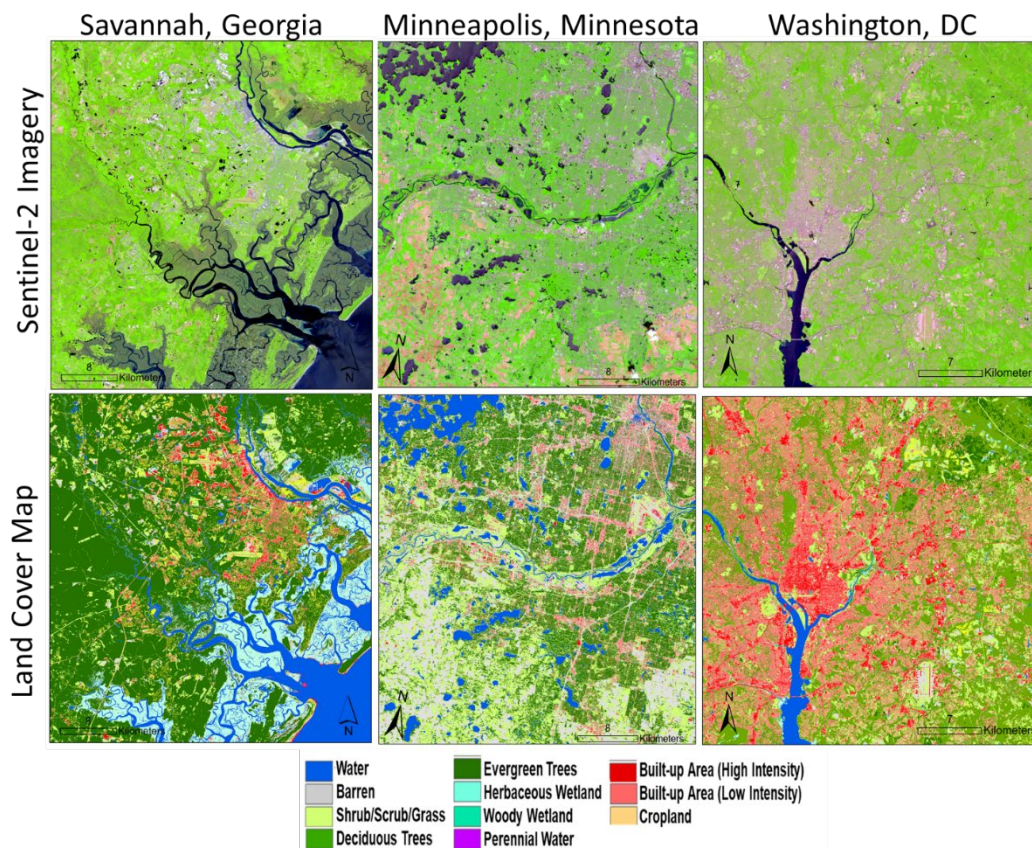 Savannah, Georgia
Minneapolis, Minnesota
Washington, DC
Sentinel-2 Imagery
N
8
Kilometers
N
8
Kilometers
N
7
Kilometers
Land Cover Map
N
Kilometers
N
8
Kilometers
N
7
Kilometers
Water
Barren
Shrub/Scrub/Grass
Deciduous Trees
Evergreen Trees
Herbaceous Wetland
Woody Wetland
Perennial Water
Built-up Area (High Intensity)
Built-up Area (Low Intensity)
Cropland